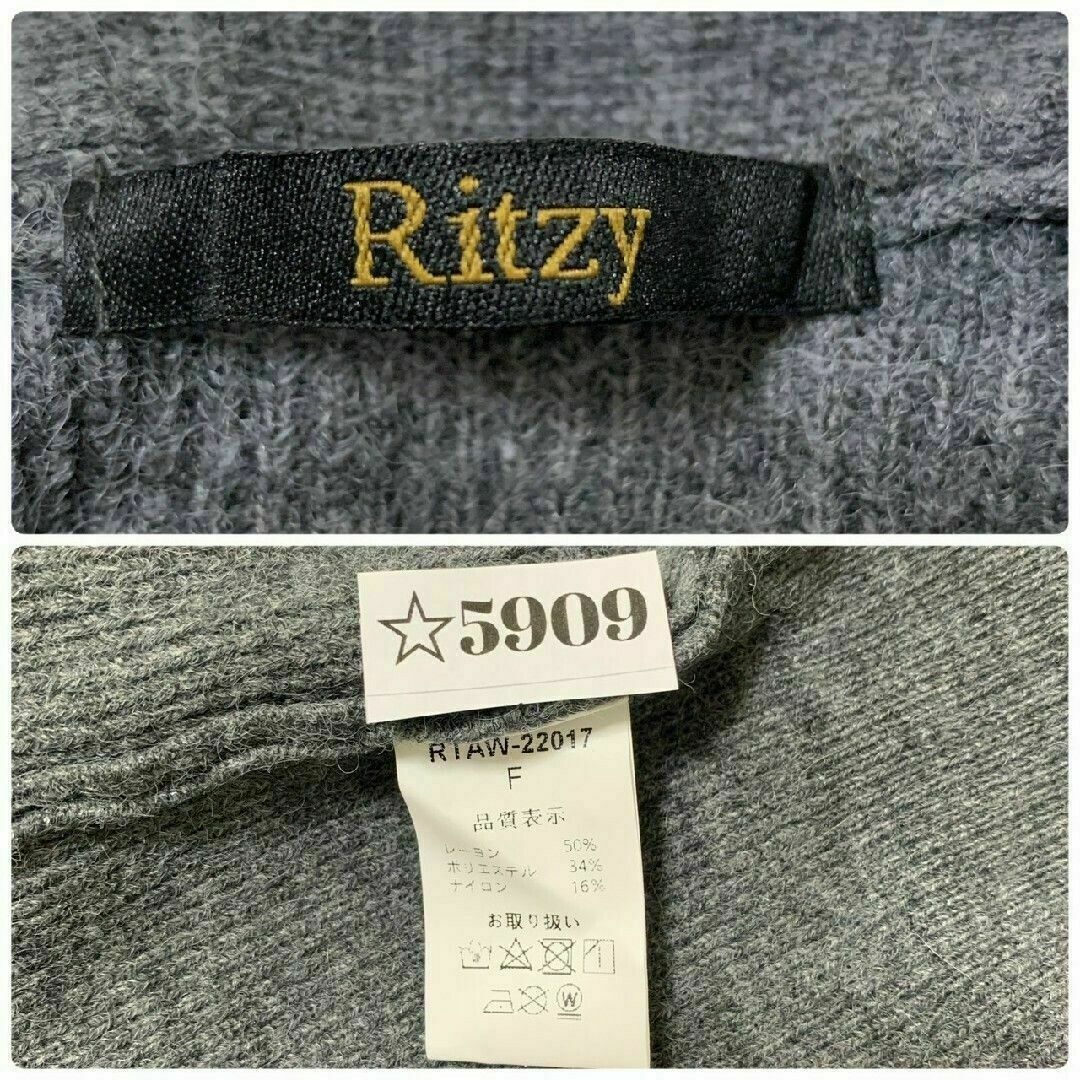 Ritzy
☆5909
RTAW-22017
F
品質表示
レーヨン 50%
ポリエステル 34%
ナイロン 16%
お取り扱い
W